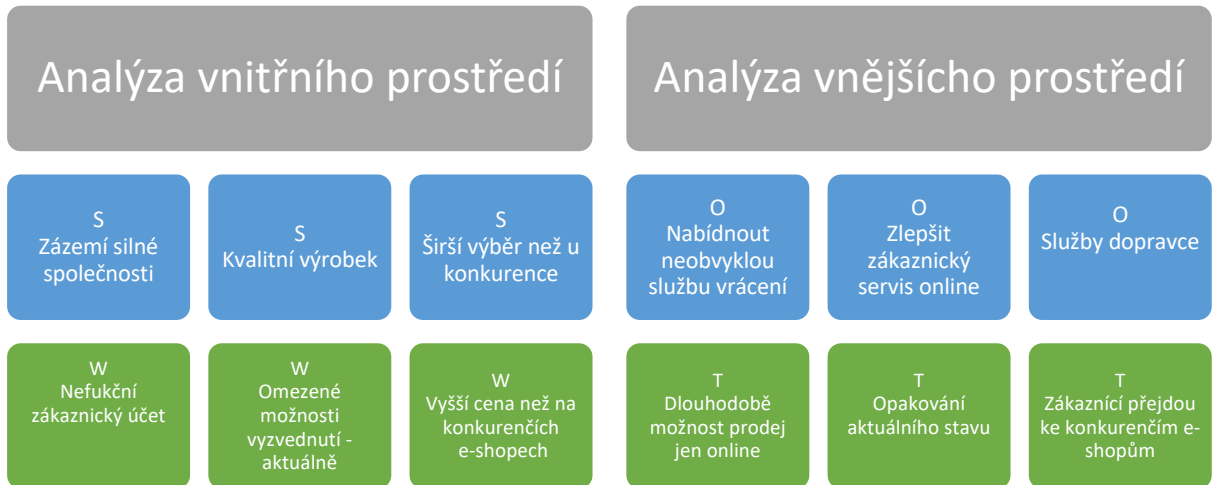 Analýza vnitřního prostředí
Analýza vnějšícho prostředí
S
Zázemí silné
společnosti
S
Kvalitní výrobek
S
Širší výběr než u
konkurence
O
Nabídnout
neobvyklou
službu vrácení
O
Zlepšit
zákaznický
servis online
O
Služby dopravce
W
Nefukční
zákaznický účet
W
Omezené
možnosti
vyzvednutí -
aktuálně
W
Vyšší cena než na
konkurenčích
e-shopech
T
Dlouhodobě
možnost prodej
jen online
T
Opakování
aktuálního stavu
T
Zákaznící přejdou
ke konkurenčím e-
shopům